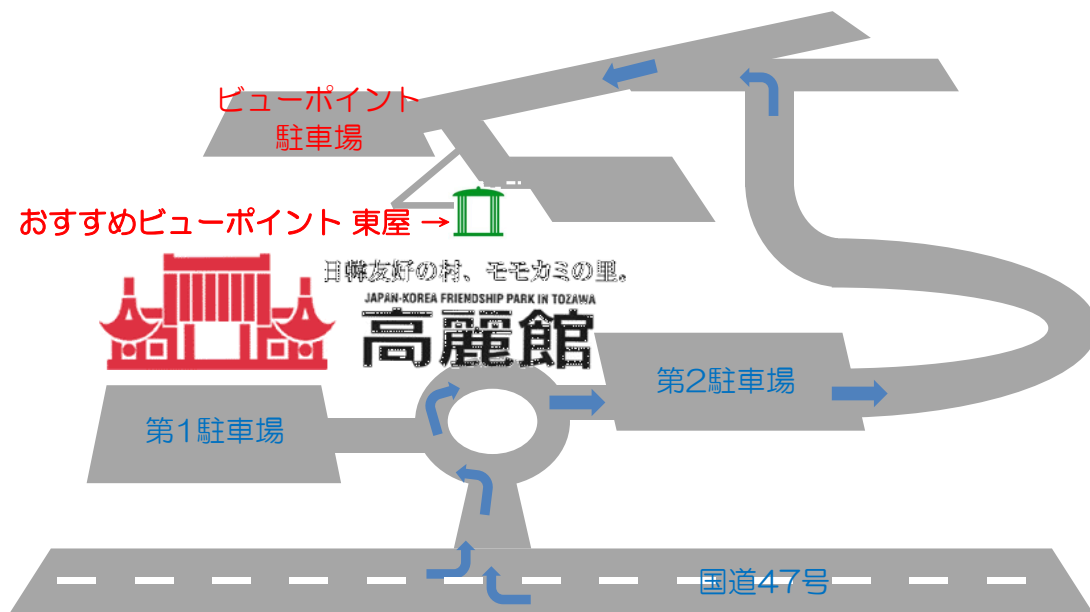 ビューポイント
駐車場
おすすめビューポイント 東屋 →
日韓友好の村、モモカミの里。
JAPAN-KOREA FRIENDSHIP PARK IN TOZAWA
高麗館
第2駐車場
第1駐車場
国道47号